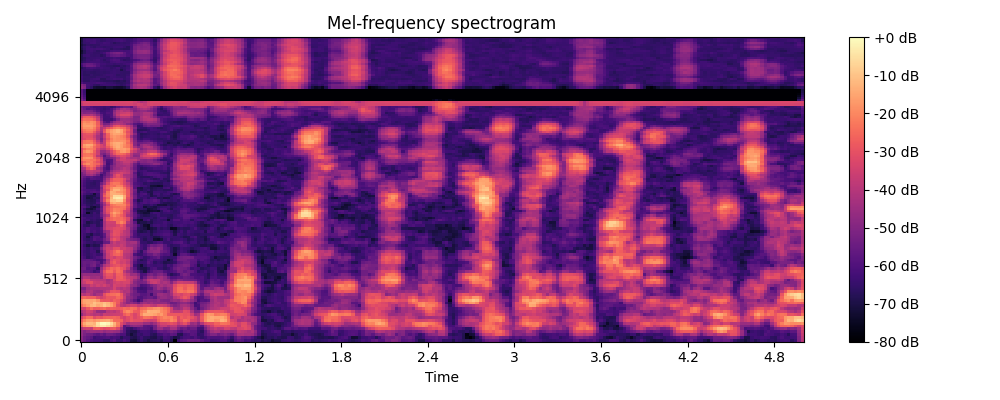 Mel-frequency spectrogram
Hz
4096
2048
1024
512
0
0 0.6 1.2 1.8 2.4 3 3.6 4.2 4.8
Time
+0 dB
-10 dB
-20 dB
-30 dB
-40 dB
-50 dB
-60 dB
-70 dB
-80 dB